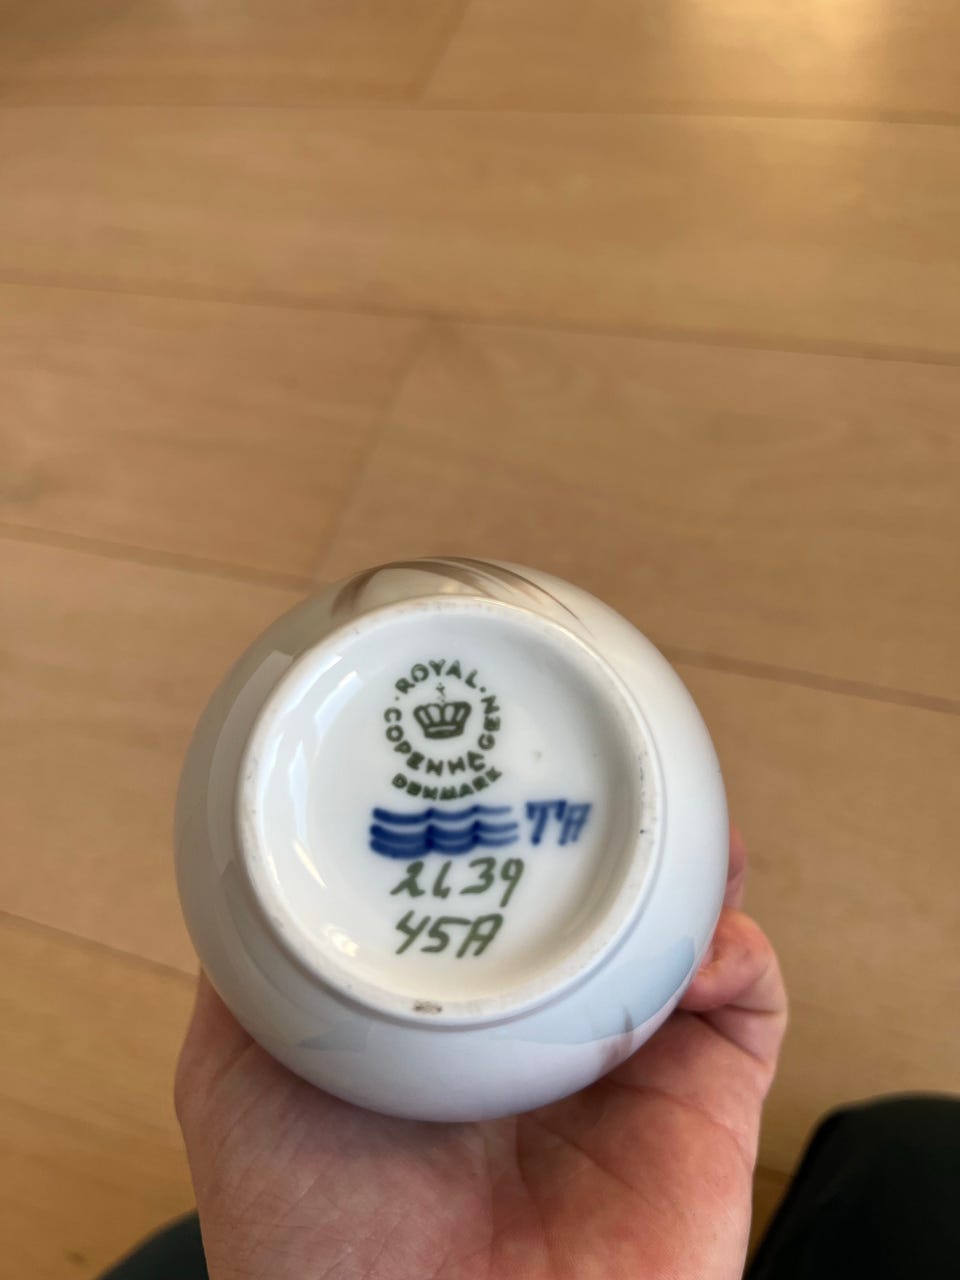 ROYAL
COPENHAGEN
DENMARK
TA
2639
45A